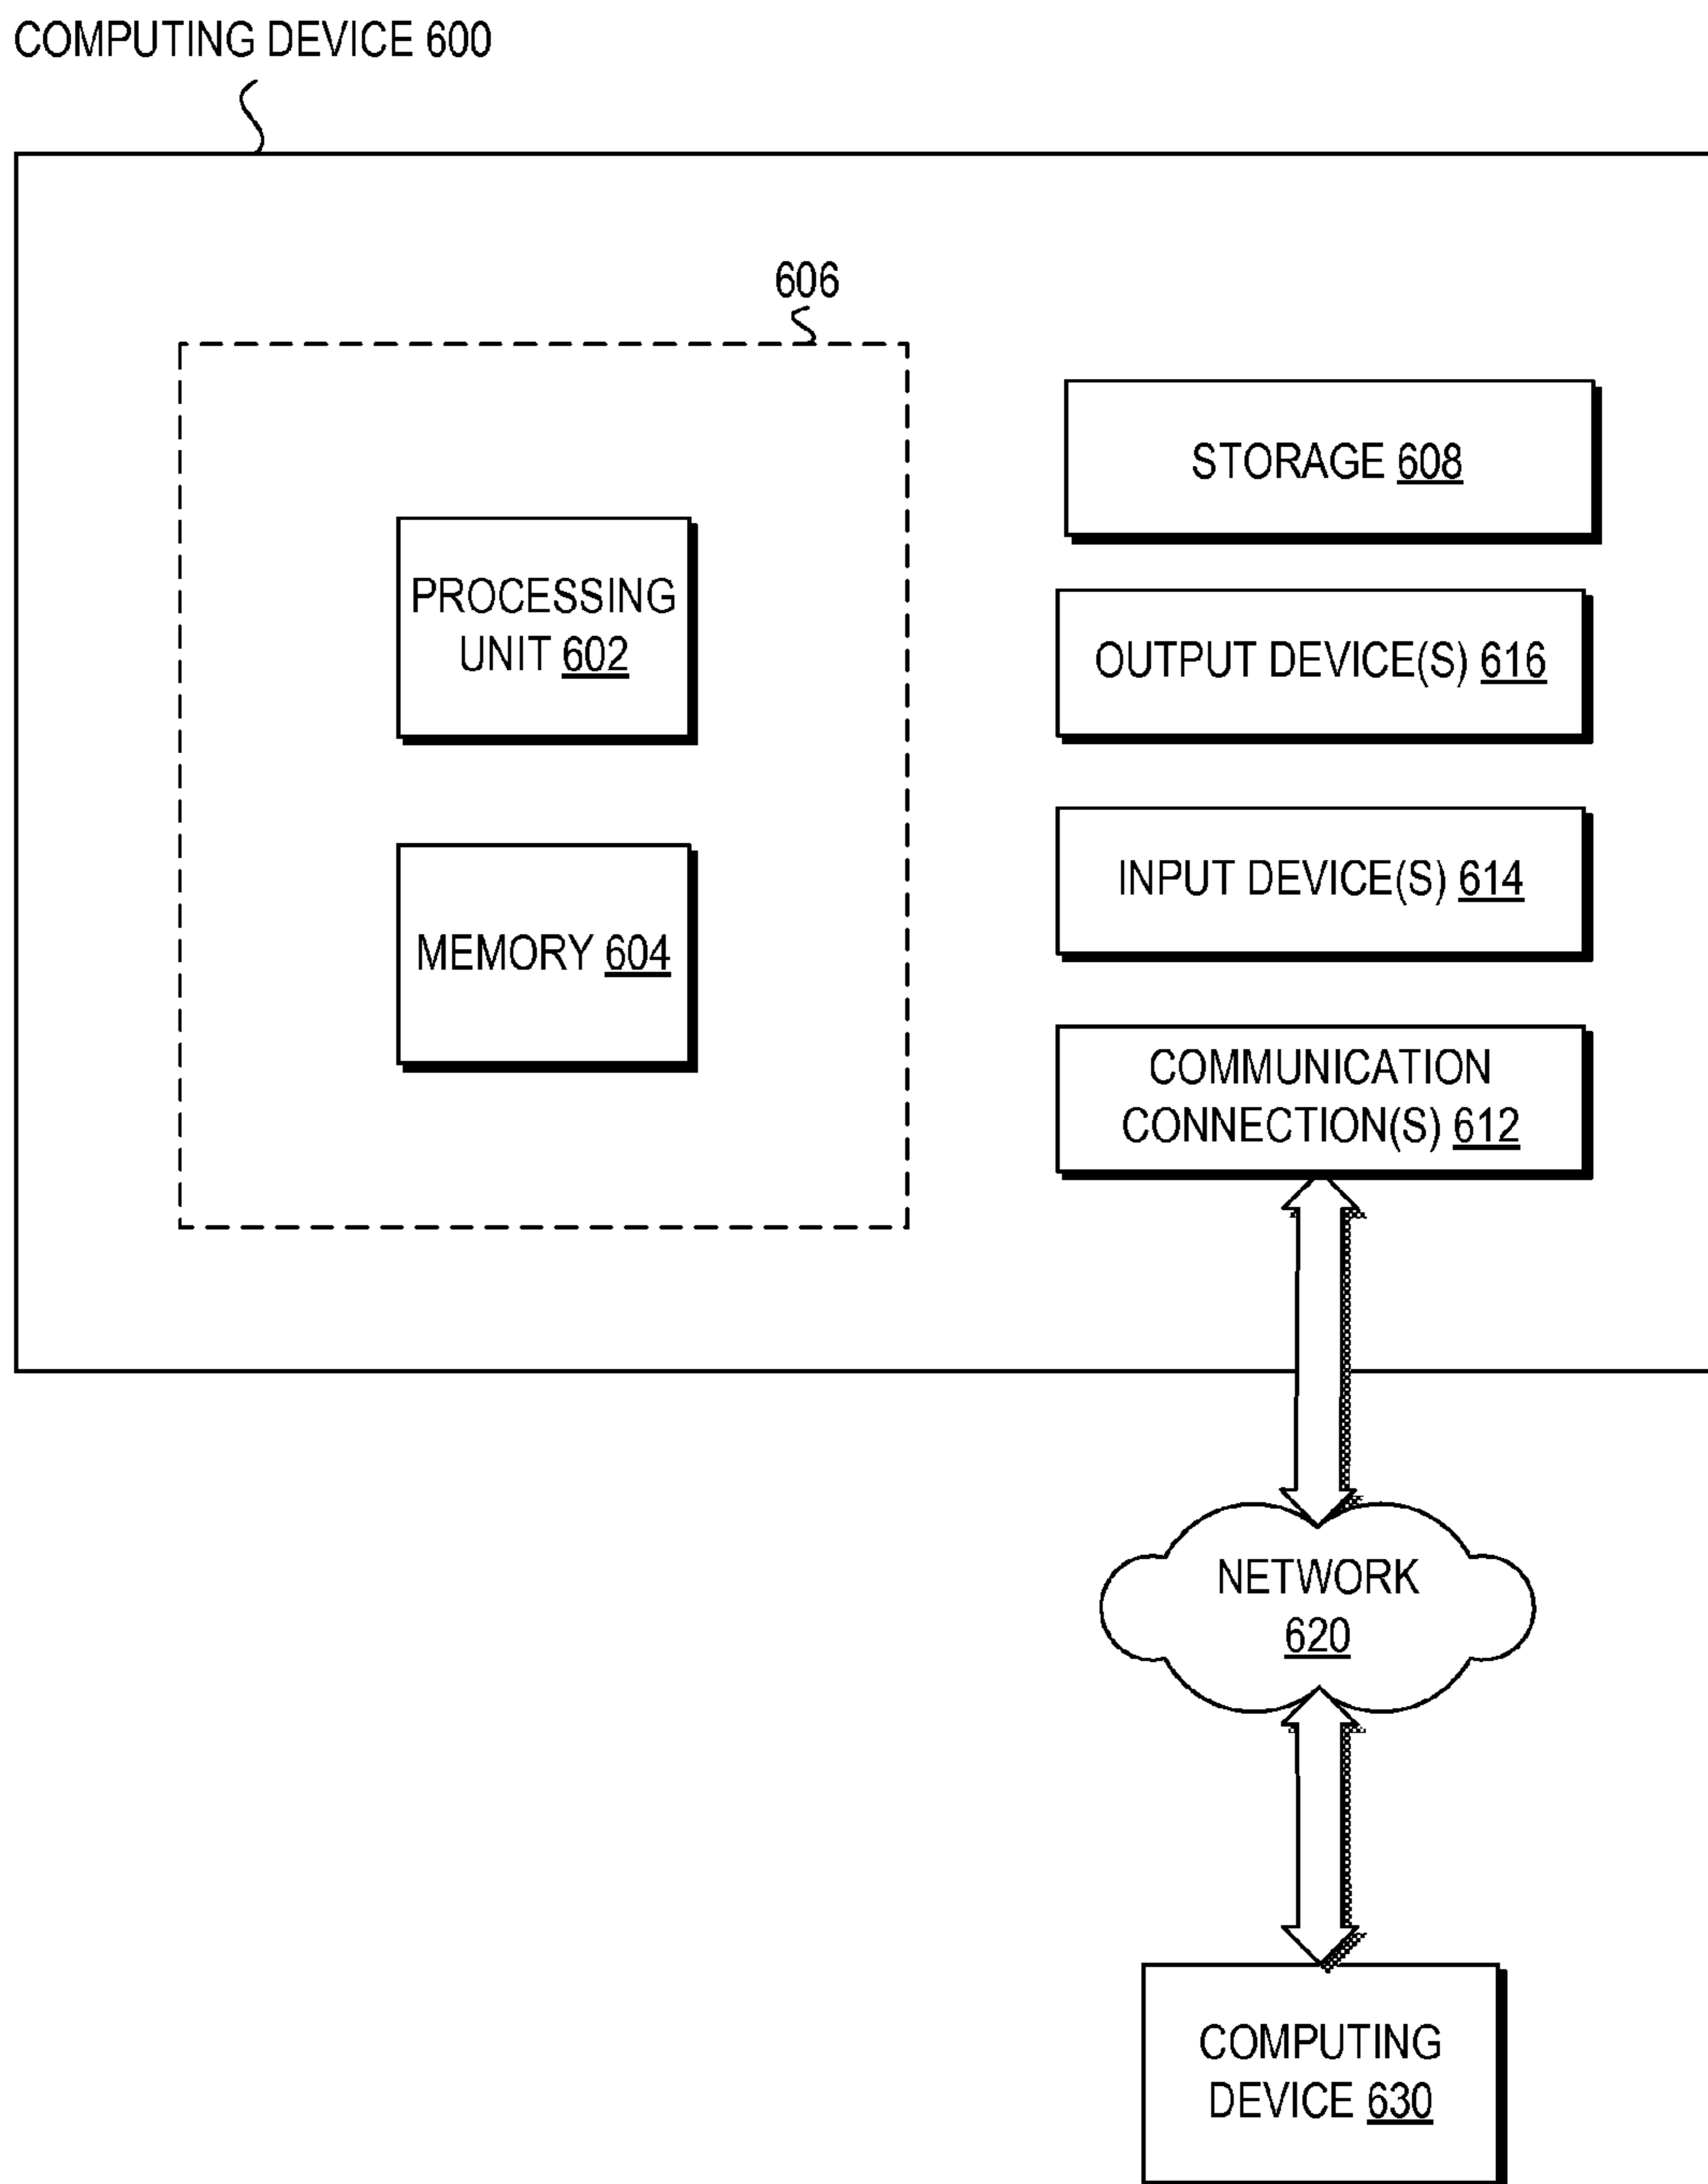 COMPUTING DEVICE 600
606
PROCESSING
UNIT 602
MEMORY 604
STORAGE 608
OUTPUT DEVICE(S) 616
INPUT DEVICE(S) 614
COMMUNICATION
CONNECTION(S) 612
NETWORK
620
COMPUTING
DEVICE 630